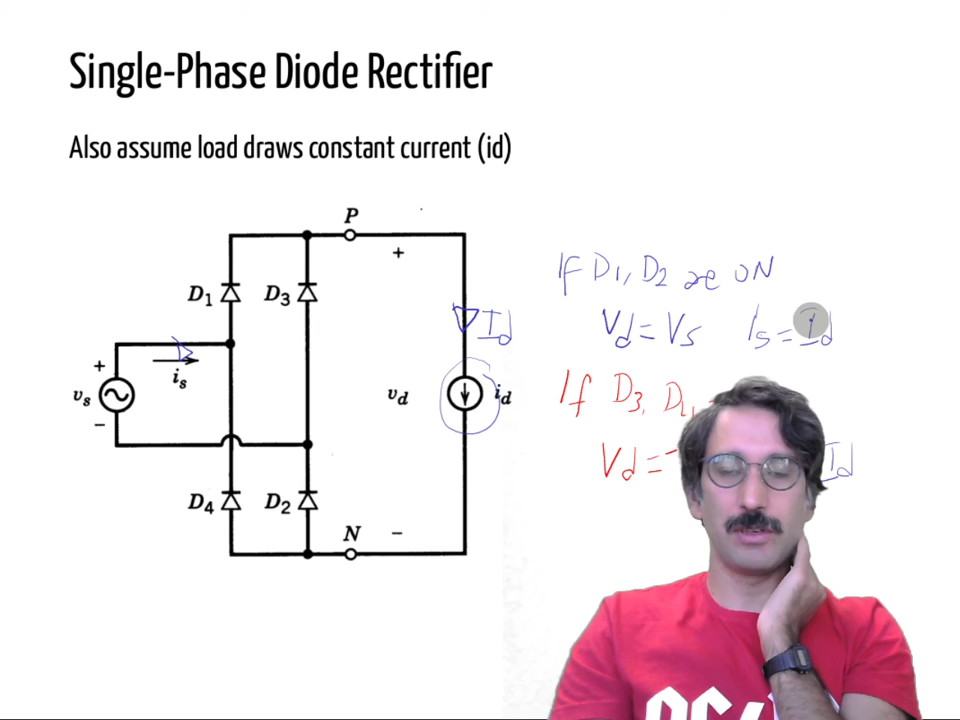 Single-Phase Diode Rectifier
Also assume load draws constant current (id)
P
+
D1
D3
Id
If D1, D2 are ON
Vd = Vs Is = Id
+
is
vs
vd
id
If D3, D4
−
Vd = - Id
D4
D2
N
−